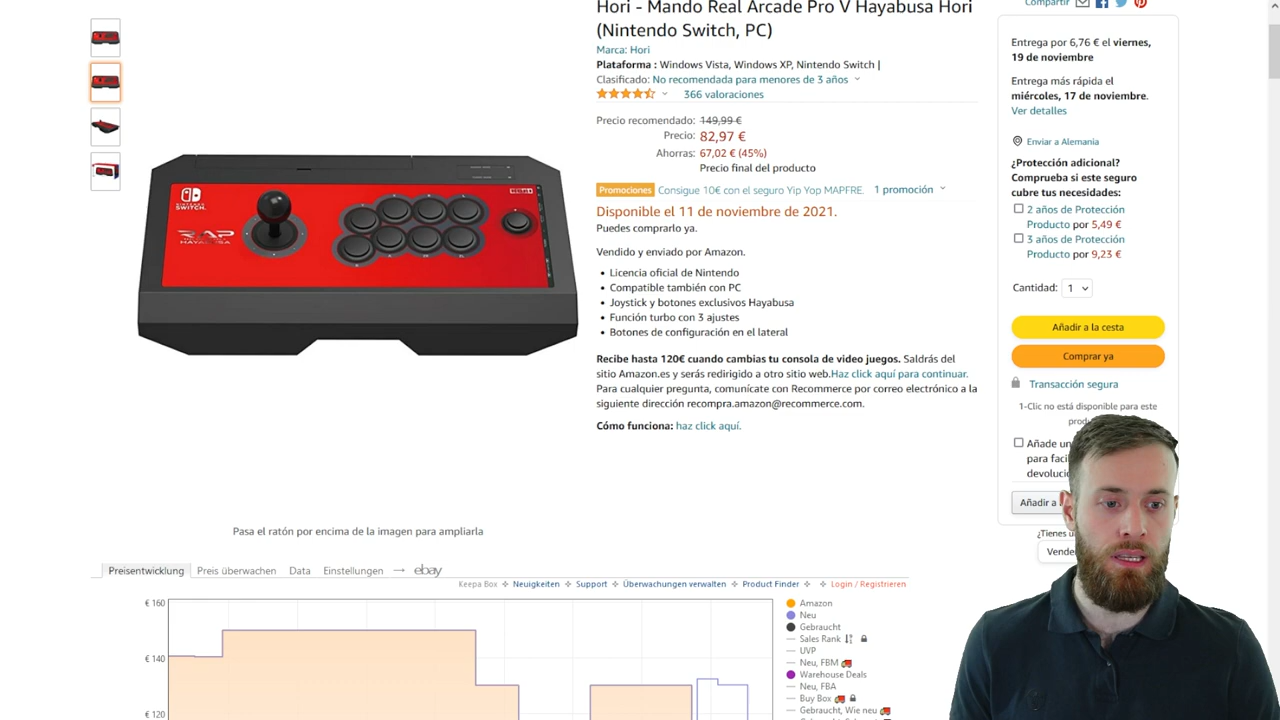 Hori - Mando Real Arcade Pro V Hayabusa Hori
(Nintendo Switch, PC)
Marca: Hori
Plataforma : Windows Vista, Windows XP, Nintendo Switch |
Clasificado: No recomendada para menores de 3 años
366 valoraciones
Precio recomendado: 149,99 €
Precio: 82,97 €
Ahorras: 67,02 € (45%)
Precio final del producto
Promociones Consigue 10€ con el seguro Yip Yop MAPFRE. 1 promoción
Disponible el 11 de noviembre de 2021.
Puedes comprarlo ya.
Vendido y enviado por Amazon.
• Licencia oficial de Nintendo
• Compatible también con PC
• Joystick y botones exclusivos Hayabusa
• Función turbo con 3 ajustes
• Botones de configuración en el lateral
Recibe hasta 120€ cuando cambias tu consola de video juegos. Saldrás del
sitio Amazon.es y serás redirigido a otro sitio web.Haz click aquí para continuar.
Para cualquier pregunta, comunícate con Recommerce por correo electrónico a la
siguiente dirección recompra.amazon@recommerce.com.
Cómo funciona: haz click aquí.
Compartir
Entrega por 6,76 € el viernes,
19 de noviembre
Entrega más rápida el
miércoles, 17 de noviembre.
Ver detalles
Enviar a Alemania
¿Protección adicional?
Comprueba si este seguro
cubre tus necesidades:
2 años de Protección
Producto por 5,49 €
3 años de Protección
Producto por 9,23 €
Cantidad: 1
Añadir a la cesta
Comprar ya
Transacción segura
1-Clic no está disponible para este
Añade un
para
devoluci
Añadir a
¿Tienes
Vende
NINTENDO
SWITCH
RAP
HAYABUSA
Pasa el ratón por encima de la imagen para ampliarla
Preisentwicklung Preis überwachen Data Einstellungen → ebay
Keepa Box Neuigkeiten Support Überwachungen verwalten Product Finder Login / Registrieren
€ 160
€ 140
€ 120
Amazon
Neu
Gebraucht
Sales Rank
UVP
Neu, FBM
Warehouse Deals
Neu, FBA
Buy Box
Gebraucht, Wie neu